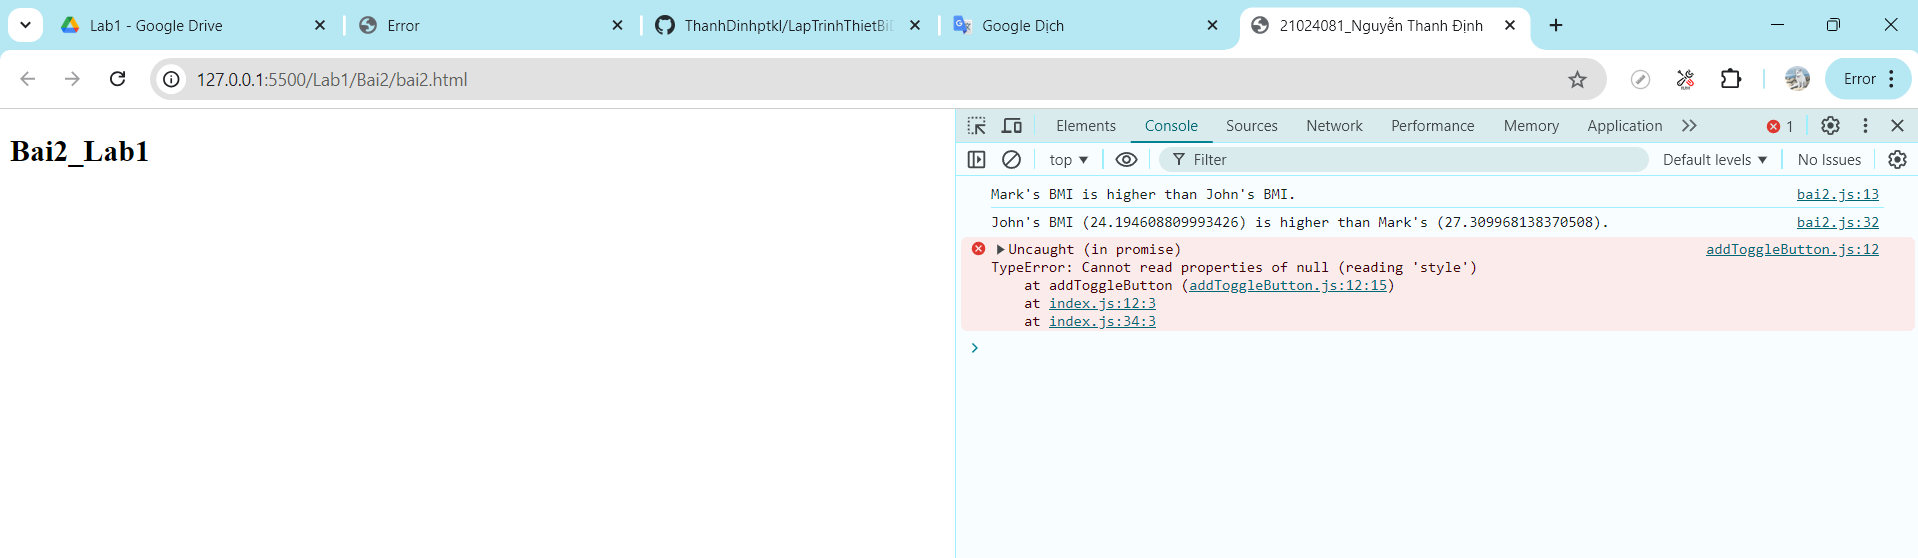 Lab1 - Google Drive
Error
ThanhDinhptkl/LapTrinhThietBiD
Google Dịch
21024081_Nguyễn Thanh Định
127.0.0.1:5500/Lab1/Bai2/bai2.html
Error
Bai2_Lab1
Elements
Console
Sources
Network
Performance
Memory
Application
1
top
Filter
Default levels
No Issues
Mark's BMI is higher than John's BMI. bai2.js:13
John's BMI (24.194608809993426) is higher than Mark's (27.309968138370508). bai2.js:32
Uncaught (in promise) addToggleButton.js:12
TypeError: Cannot read properties of null (reading 'style')
at addToggleButton (addToggleButton.js:12:15)
at index.js:12:3
at index.js:34:3